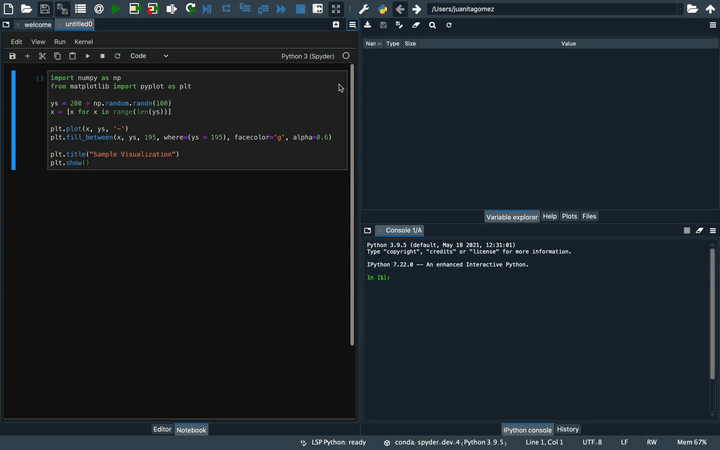 /Users/juanitagomez
welcome
untitled0
Edit View Run Kernel
Code
Python 3 (Spyder)
[ ]
import numpy as np
from matplotlib import pyplot as plt
ys = 200 + np.random.randn(100)
x = [x for x in range(len(ys))]
plt.plot(x, ys, '-')
plt.fill_between(x, ys, 195, where=(ys > 195), facecolor='g', alpha=0.6)
plt.title("Sample Visualization")
plt.show()
Editor Notebook
Nan Type Size Value
Variable explorer Help Plots Files
Console 1/A
Python 3.9.5 (default, May 18 2021, 12:31:01)
Type "copyright", "credits" or "license" for more information.
IPython 7.22.0 -- An enhanced Interactive Python.
In [1]:
IPython console History
LSP Python: ready conda: spyder-dev-4 (Python 3.9.5) Line 1, Col 1 UTF-8 LF RW Mem 67%